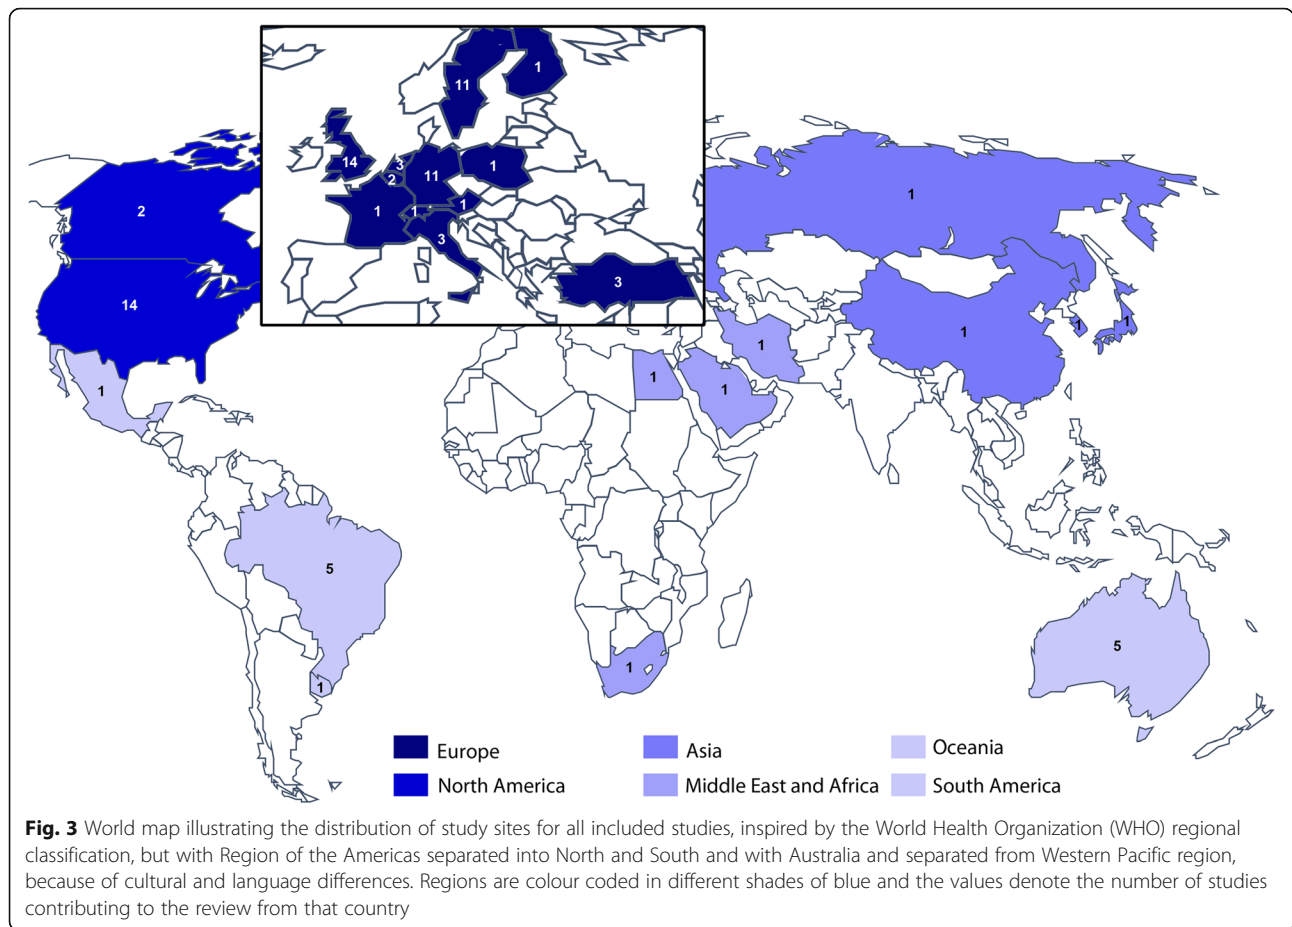 11
1
14
3
2
11
1
1
1
1
3
3
2
14
1
5
1
1
1
1
1
1
1
1
1
5
Europe
Asia
Oceania
North America
Middle East and Africa
South America
Fig. 3 World map illustrating the distribution of study sites for all included studies, inspired by the World Health Organization (WHO) regional
classification, but with Region of the Americas separated into North and South and with Australia and separated from Western Pacific region,
because of cultural and language differences. Regions are colour coded in different shades of blue and the values denote the number of studies
contributing to the review from that country